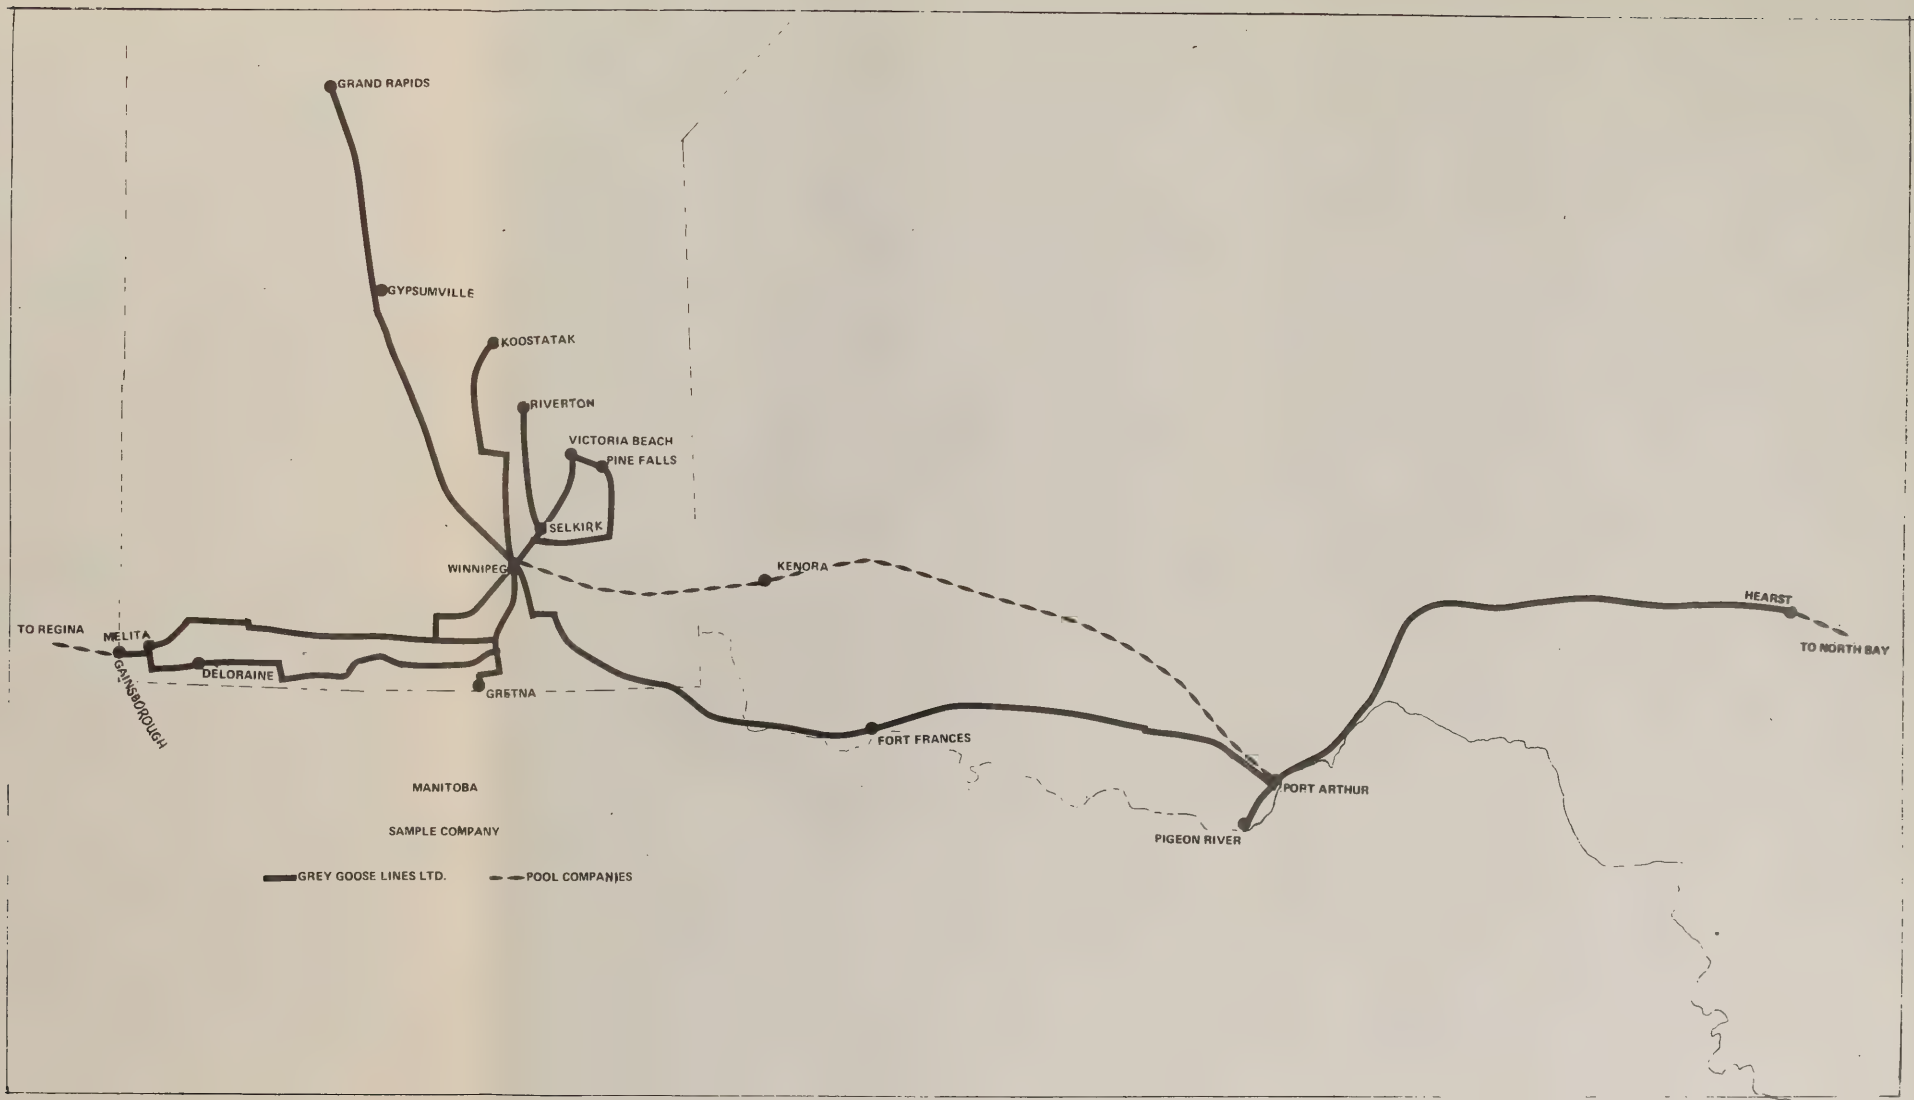 GRAND RAPIDS
GYPSUMVILLE
KOOSTATAK
RIVERTON
VICTORIA BEACH
PINE FALLS
SELKIRK
WINNIPEG
KENORA
HEARST
TO NORTH BAY
TO REGINA
MELITA
GAINSBOROUGH
DELORAINE
GRETNA
FORT FRANCES
PORT ARTHUR
PIGEON RIVER
MANITOBA
SAMPLE COMPANY
GREY GOOSE LINES LTD.
POOL COMPANIES